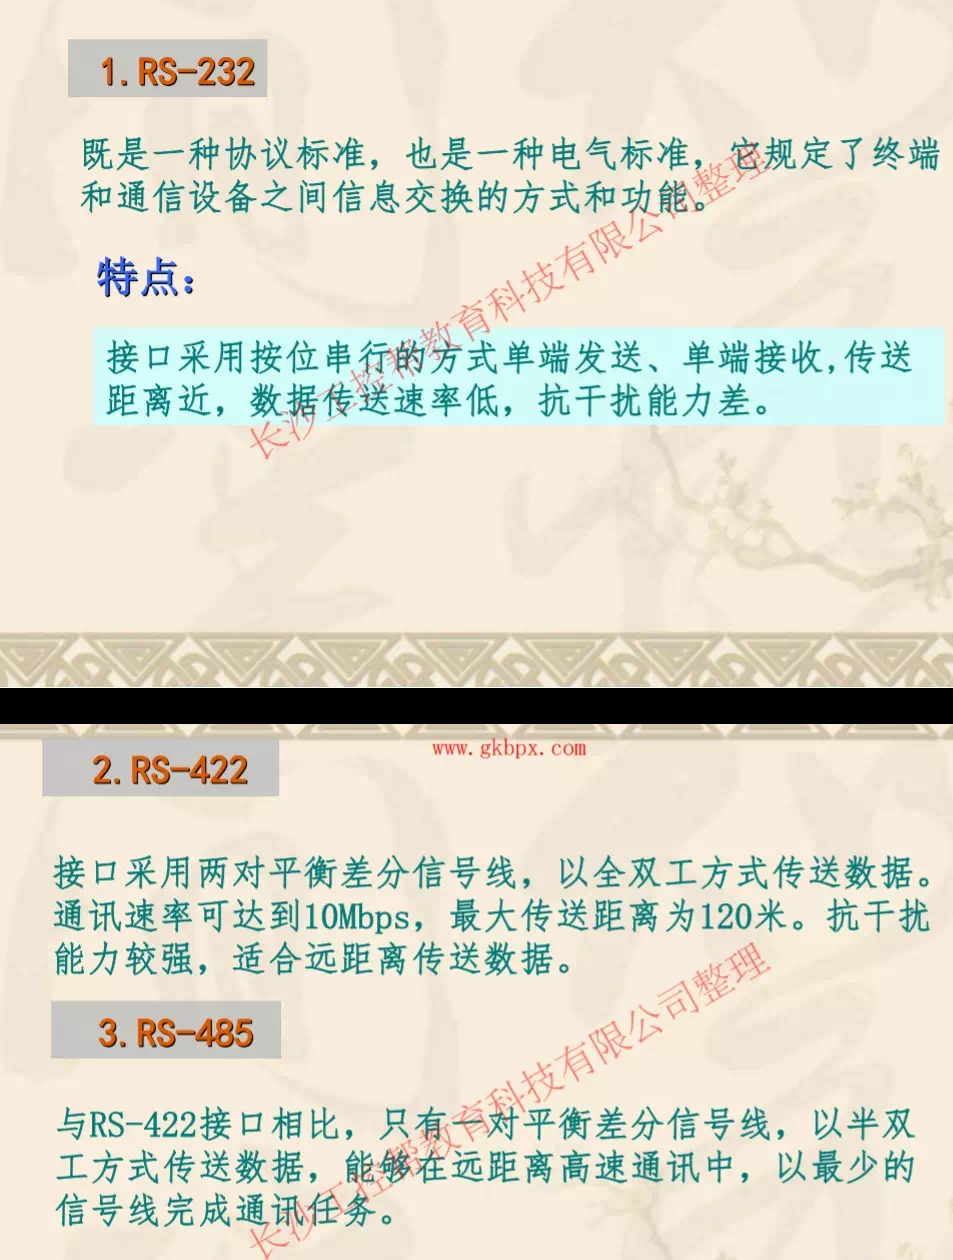 1.RS-232
既是一种协议标准，也是一种电气标准，它规定了终端
和通信设备之间信息交换的方式和功能。
特点：
接口采用按位串行的方式单端发送、单端接收,传送
距离近，数据传送速率低，抗干扰能力差。
长沙工控帮教育科技有限公司整理
www.gkbpx.com
2.RS-422
接口采用两对平衡差分信号线，以全双工方式传送数据。
通讯速率可达到10Mbps，最大传送距离为120米。抗干扰
能力较强，适合远距离传送数据。
3.RS-485
与RS-422接口相比，只有一对平衡差分信号线，以半双
工方式传送数据，能够在远距离高速通讯中，以最少的
信号线完成通讯任务。
长沙工控帮教育科技有限公司整理